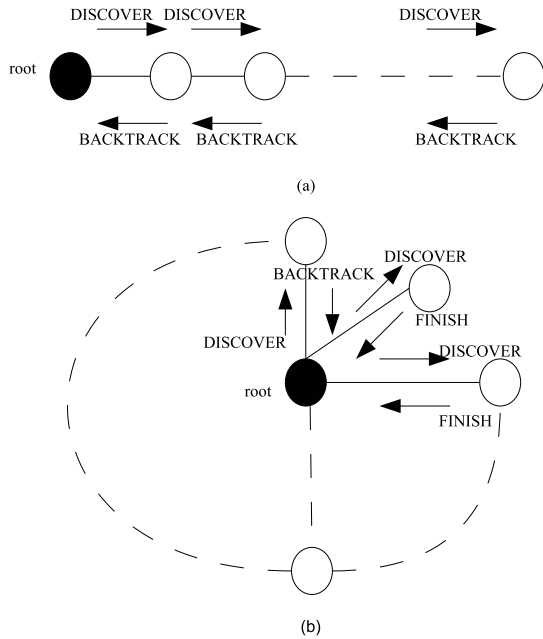 DISCOVER DISCOVER DISCOVER
root
BACKTRACK BACKTRACK BACKTRACK
(a)
DISCOVER
BACKTRACK
FINISH
DISCOVER DISCOVER
root
FINISH
(b)